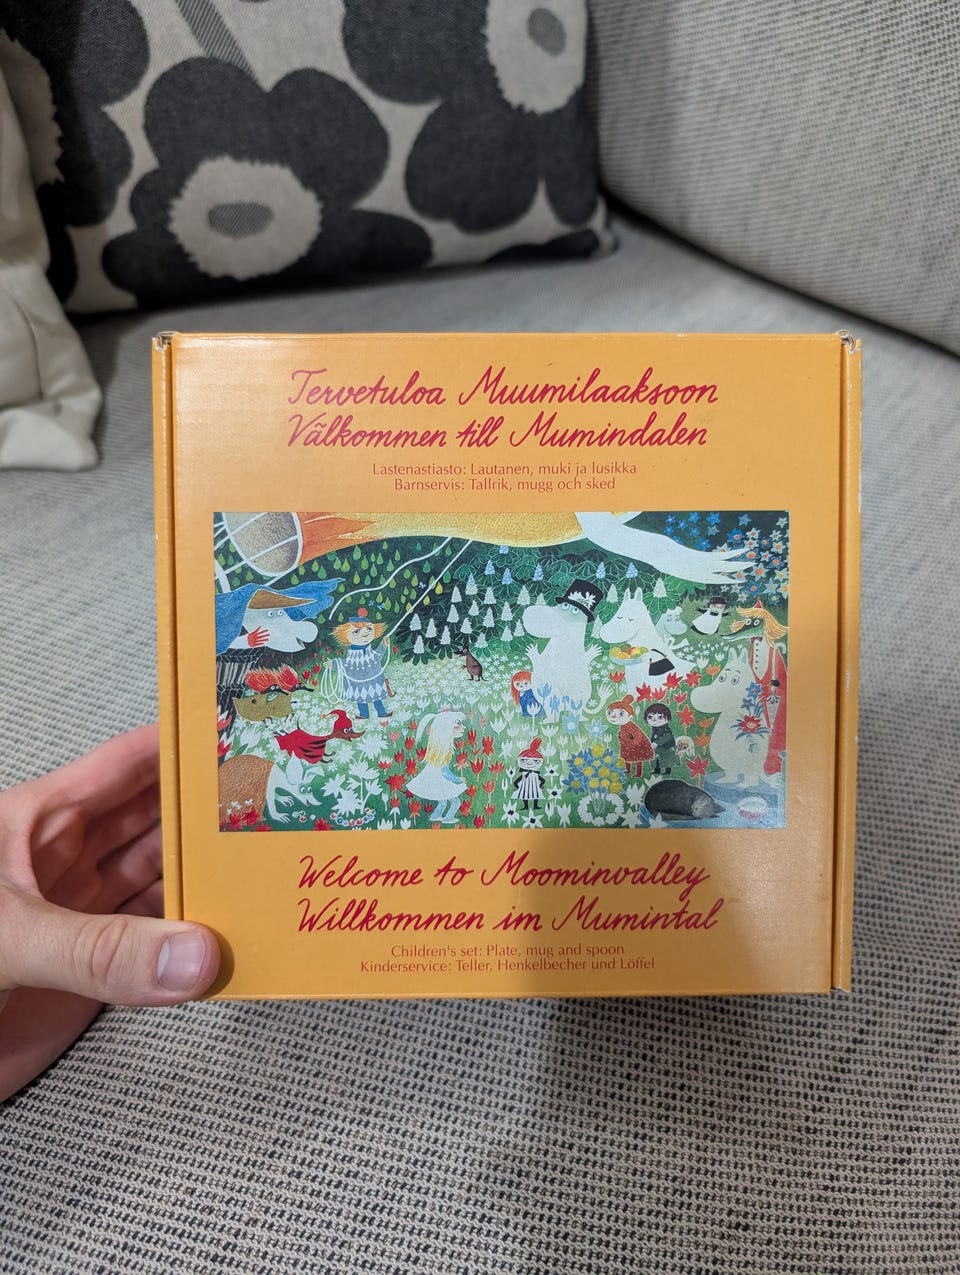 Tervetuloa Muumilaaksoon
Välkommen till Mumindalen
Lastenastiasto: Lautanen, muki ja lusikka
Barnservis: Tallrik, mugg och sked
Welcome to Moominvalley
Willkommen im Mumintal
Children's set: Plate, mug and spoon
Kinderservice: Teller, Henkelbecher und Löffel